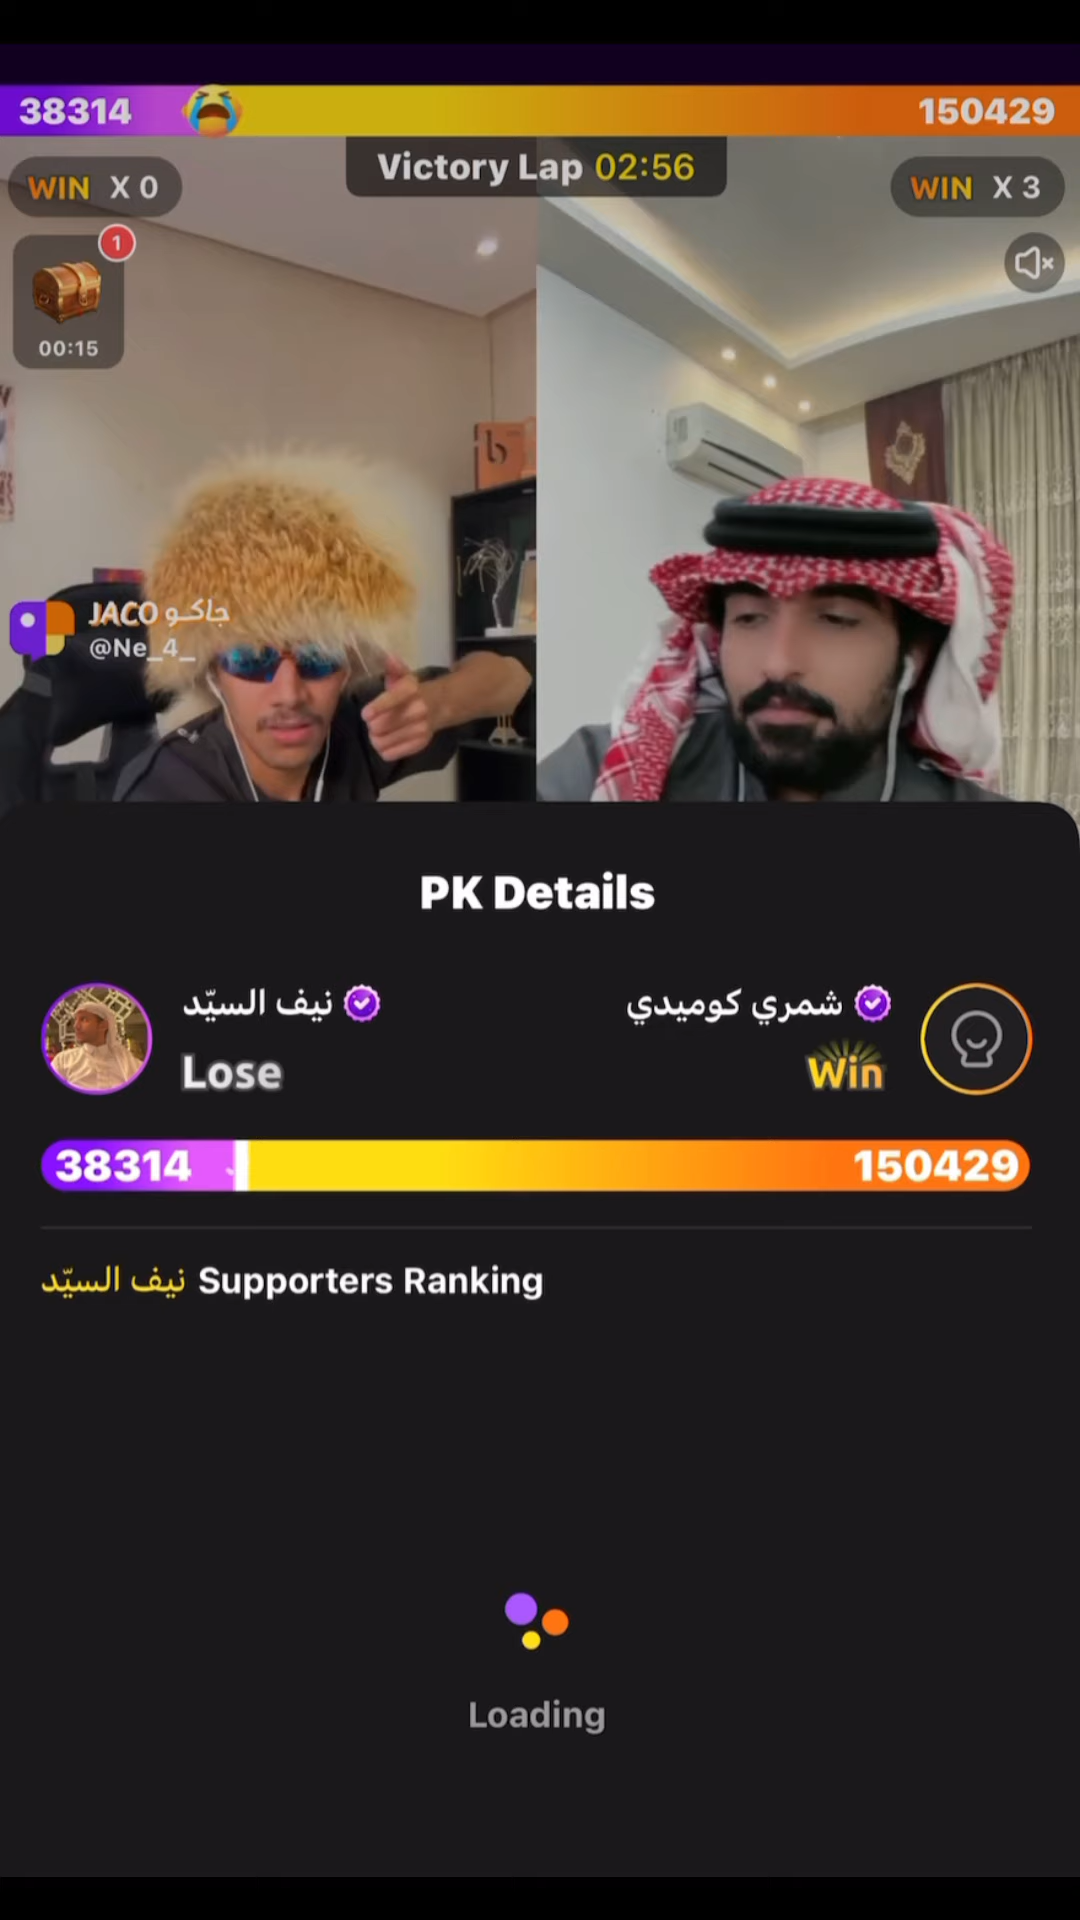 38314
150429
Victory Lap 02:56
WIN X 0
WIN X 3
1
00:15
b
JACO جاكو
@Ne_4_
PK Details
نيف السيّد
شمري كوميدي
Lose
Win
38314
150429
نيف السيّد Supporters Ranking
Loading